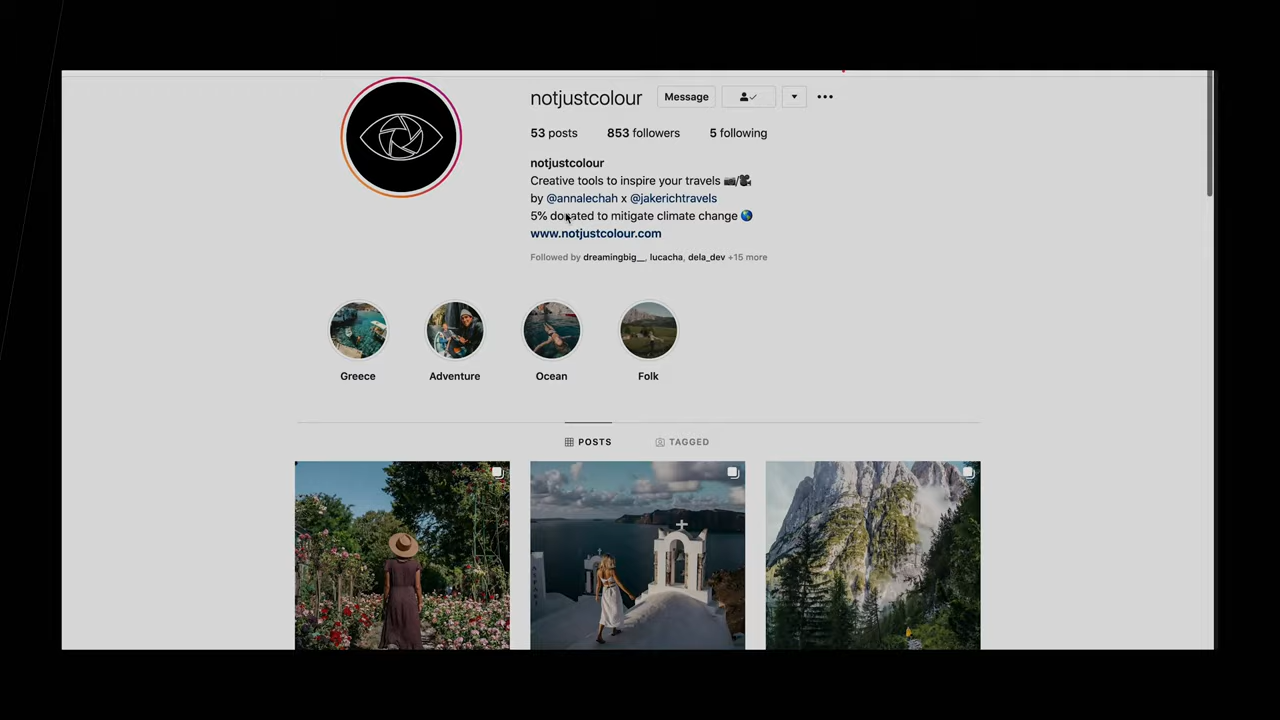 notjustcolour Message
53 posts 853 followers 5 following
notjustcolour
Creative tools to inspire your travels 📷/🎥
by @annalechah x @jakerichtravels
5% donated to mitigate climate change 🌎
www.notjustcolour.com
Followed by dreamingbig__, lucacha, dela_dev +15 more
Greece Adventure Ocean Folk
POSTS TAGGED